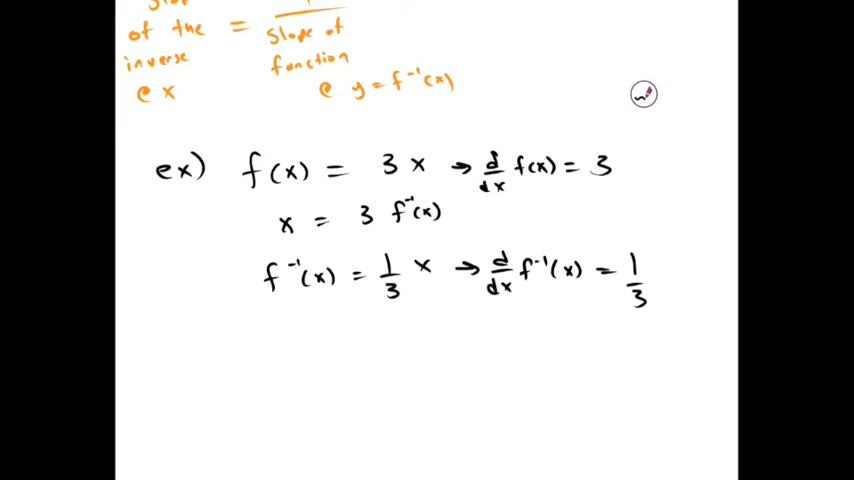 of the = slope of
inverse function
@ x @ y = f⁻¹(x)
ex) f(x) = 3x → d/dx f(x) = 3
x = 3 f⁻¹(x)
f⁻¹(x) = 1/3 x → d/dx f⁻¹(x) = 1/3